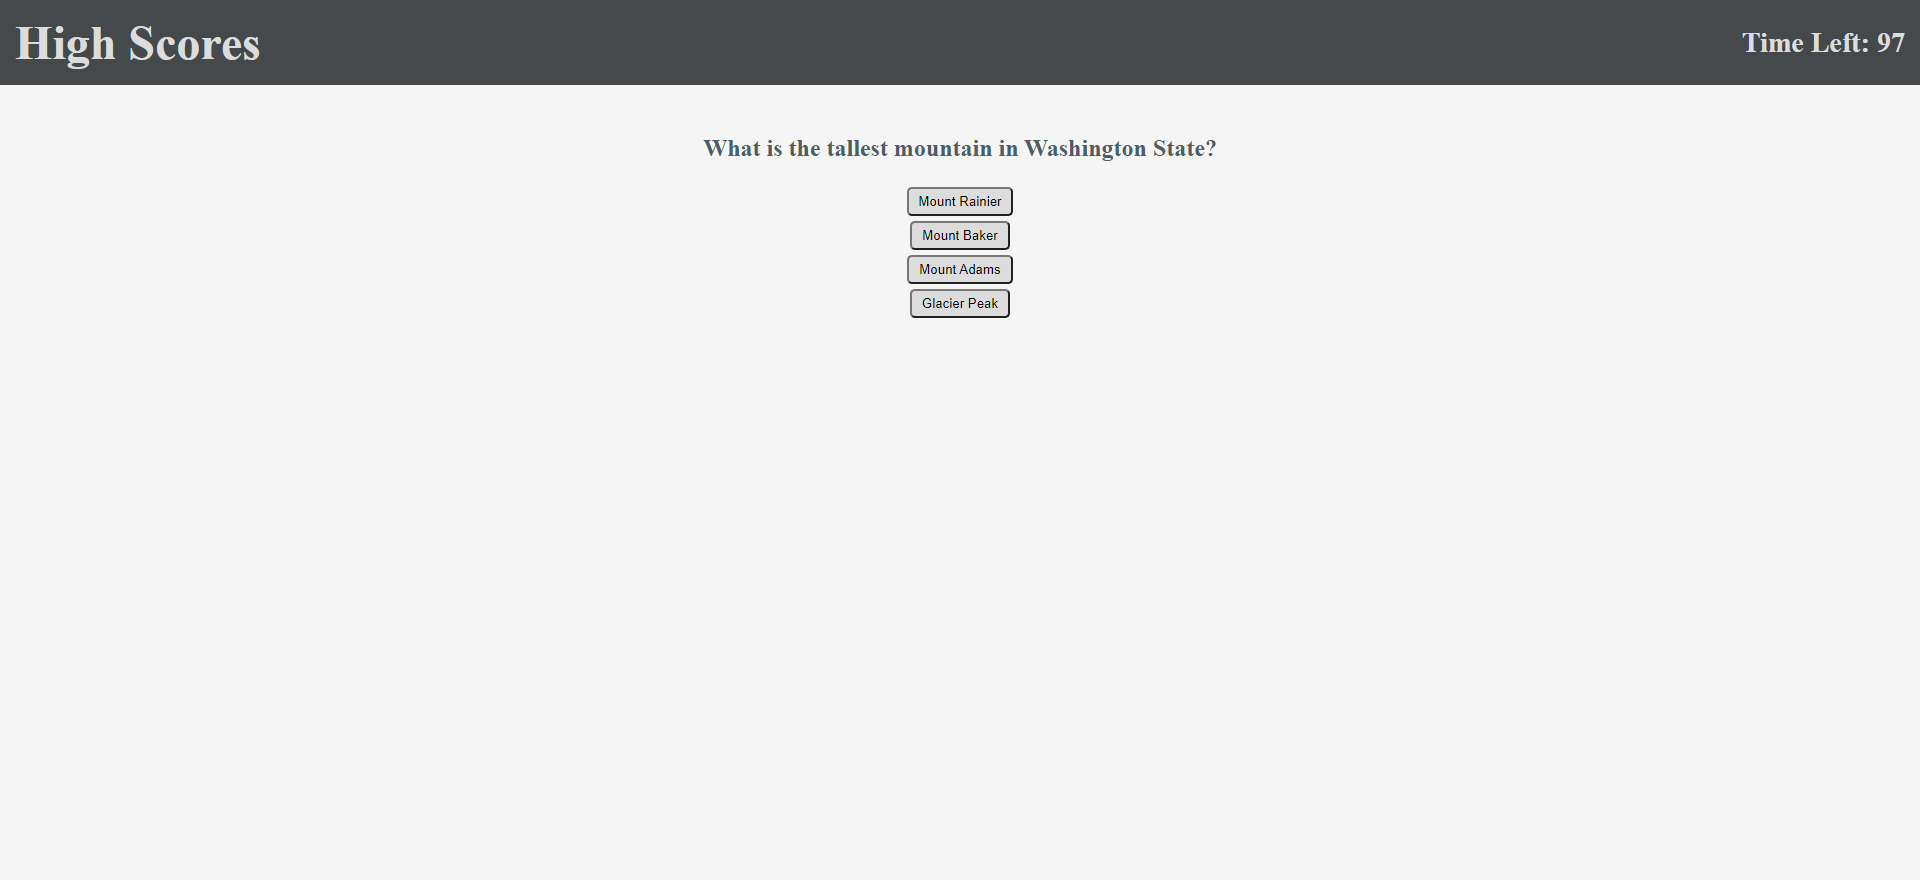 High Scores
Time Left: 97
What is the tallest mountain in Washington State?
Mount Rainier
Mount Baker
Mount Adams
Glacier Peak